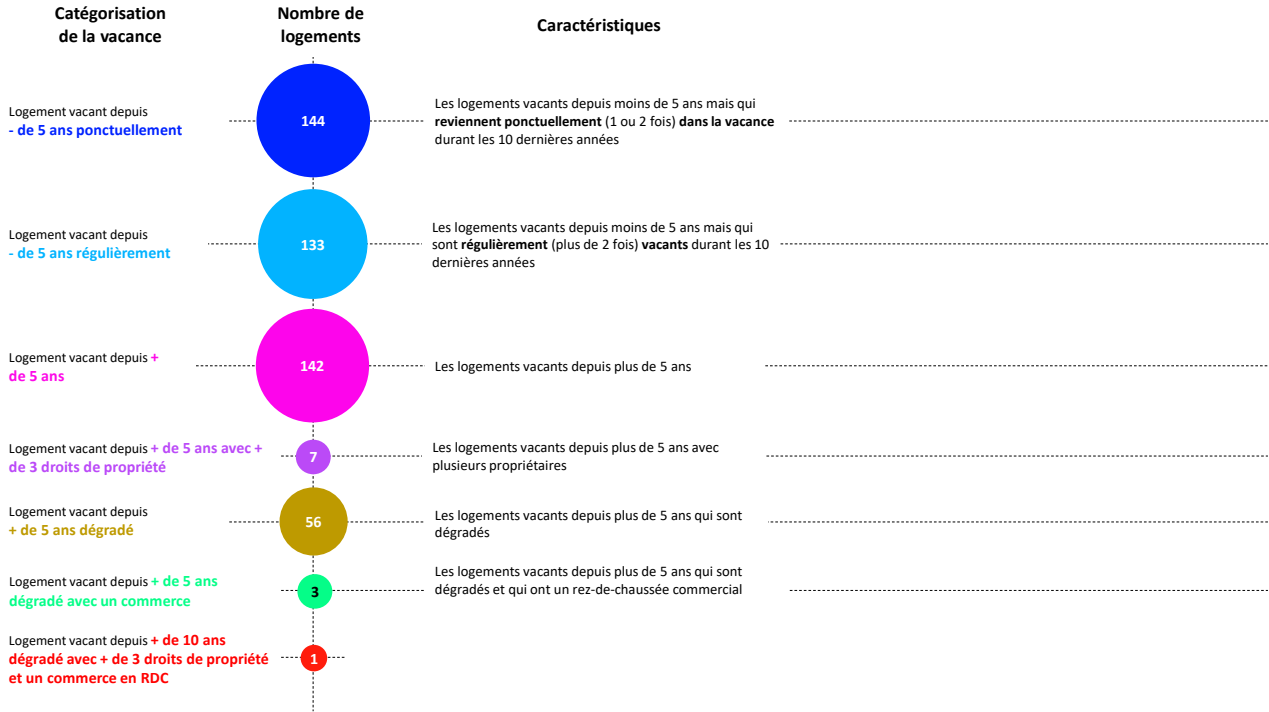 Catégorisation
de la vacance
Nombre de
logements
Caractéristiques
Logement vacant depuis
- de 5 ans ponctuellement
144
Les logements vacants depuis moins de 5 ans mais qui
reviennent ponctuellement (1 ou 2 fois) dans la vacance
durant les 10 dernières années
Logement vacant depuis
- de 5 ans régulièrement
133
Les logements vacants depuis moins de 5 ans mais qui
sont régulièrement (plus de 2 fois) vacants durant les 10
dernières années
Logement vacant depuis +
de 5 ans
142
Les logements vacants depuis plus de 5 ans
Logement vacant depuis + de 5 ans avec +
de 3 droits de propriété
7
Les logements vacants depuis plus de 5 ans avec
plusieurs propriétaires
Logement vacant depuis
+ de 5 ans dégradé
56
Les logements vacants depuis plus de 5 ans qui sont
dégradés
Logement vacant depuis + de 5 ans
dégradé avec un commerce
3
Les logements vacants depuis plus de 5 ans qui sont
dégradés et qui ont un rez-de-chaussée commercial
Logement vacant depuis + de 10 ans
dégradé avec + de 3 droits de propriété
et un commerce en RDC
1